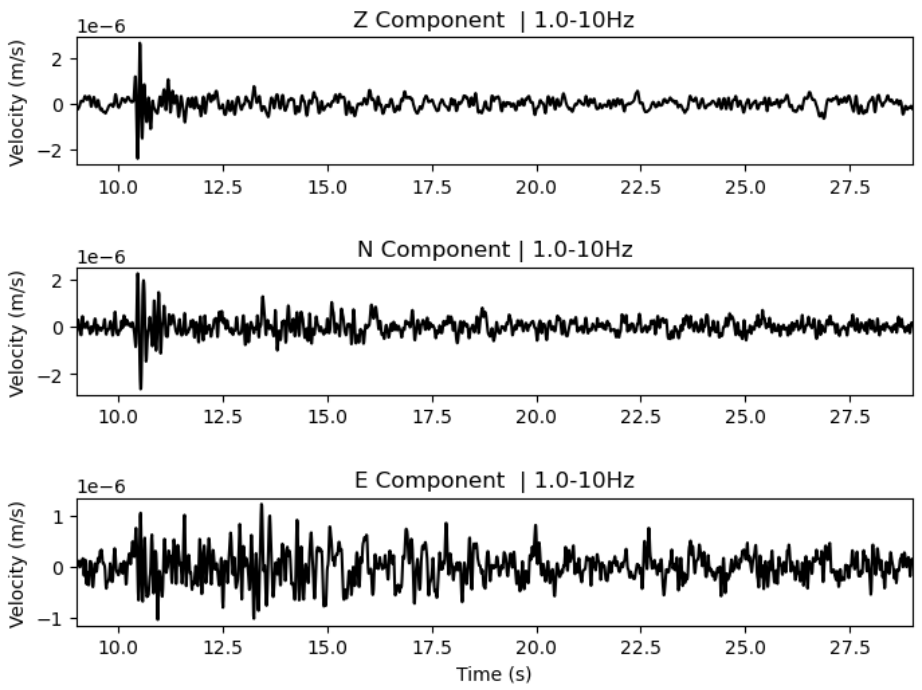 Z Component | 1.0-10Hz
1e−6
Velocity (m/s)
2
0
−2
10.0 12.5 15.0 17.5 20.0 22.5 25.0 27.5
N Component | 1.0-10Hz
1e−6
Velocity (m/s)
2
0
−2
10.0 12.5 15.0 17.5 20.0 22.5 25.0 27.5
E Component | 1.0-10Hz
1e−6
Velocity (m/s)
1
0
−1
10.0 12.5 15.0 17.5 20.0 22.5 25.0 27.5
Time (s)